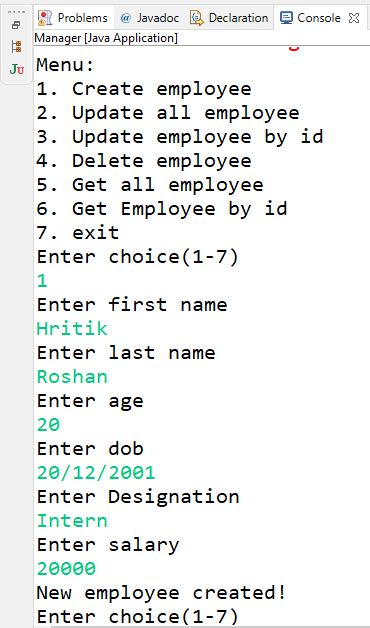 Problems @ Javadoc Declaration Console
Manager [Java Application]
Ju
Menu:
1. Create employee
2. Update all employee
3. Update employee by id
4. Delete employee
5. Get all employee
6. Get Employee by id
7. exit
Enter choice(1-7)
1
Enter first name
Hritik
Enter last name
Roshan
Enter age
20
Enter dob
20/12/2001
Enter Designation
Intern
Enter salary
20000
New employee created!
Enter choice(1-7)